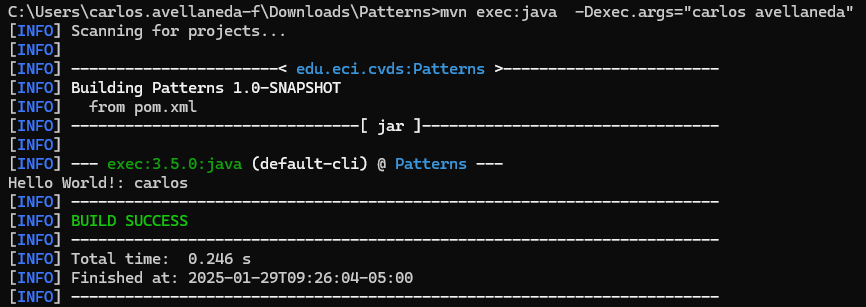 C:\Users\carlos.avellaneda-f\Downloads\Patterns>mvn exec:java  -Dexec.args="carlos avellaneda"
[INFO] Scanning for projects...
[INFO]
[INFO] -----------------------< edu.eci.cvds:Patterns >------------------------
[INFO] Building Patterns 1.0-SNAPSHOT
[INFO]   from pom.xml
[INFO] --------------------------------[ jar ]---------------------------------
[INFO]
[INFO] --- exec:3.5.0:java (default-cli) @ Patterns ---
Hello World!: carlos
[INFO] ------------------------------------------------------------------------
[INFO] BUILD SUCCESS
[INFO] ------------------------------------------------------------------------
[INFO] Total time:  0.246 s
[INFO] Finished at: 2025-01-29T09:26:04-05:00
[INFO] ------------------------------------------------------------------------